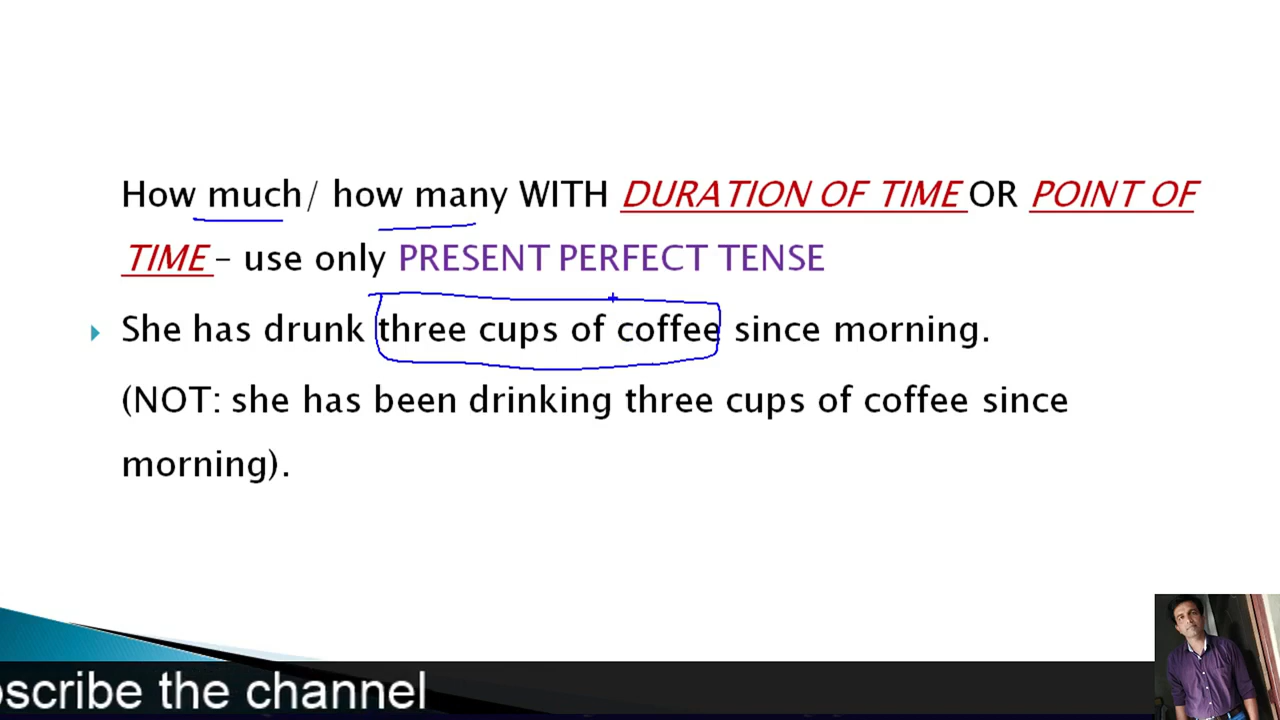 How much/ how many WITH DURATION OF TIME OR POINT OF
TIME – use only PRESENT PERFECT TENSE
She has drunk three cups of coffee since morning.
(NOT: she has been drinking three cups of coffee since
morning).
scribe the channel